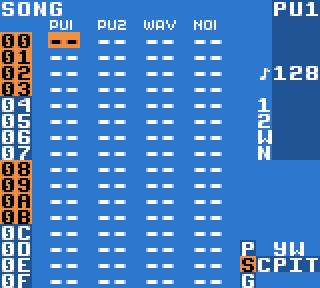 SONG PU1
PU1 PU2 WAV NOI
00 -- -- -- --
01 -- -- -- --
02 -- -- -- -- ♪128
03 -- -- -- --
04 -- -- -- -- 1
05 -- -- -- -- 2
06 -- -- -- -- W
07 -- -- -- -- N
08 -- -- -- --
09 -- -- -- --
0A -- -- -- --
0B -- -- -- --
0C -- -- -- --
0D -- -- -- -- P YW
0E -- -- -- -- SCPIT
0F -- -- -- -- G